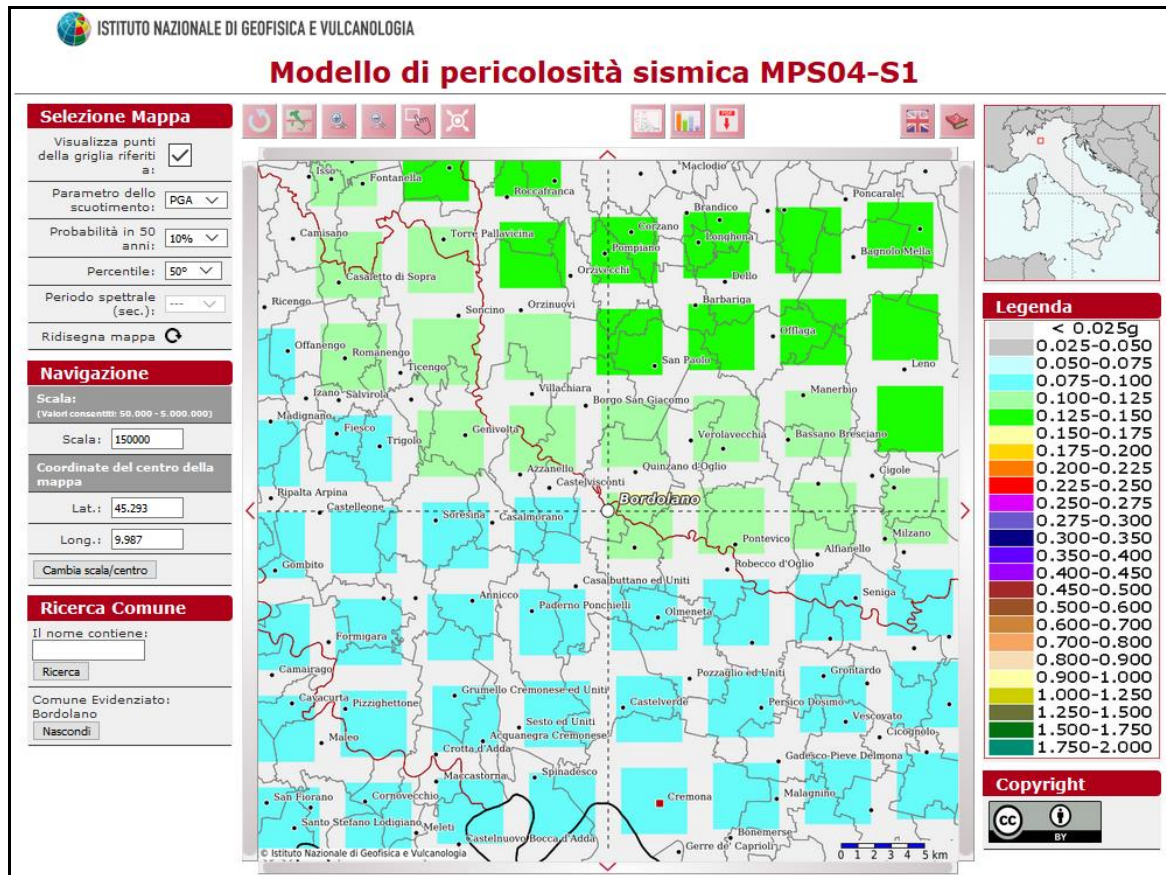 ISTITUTO NAZIONALE DI GEOFISICA E VULCANOLOGIA
Modello di pericolosità sismica MPS04-S1
Selezione Mappa
Visualizza punti
della griglia riferiti
a:
Parametro dello
scuotimento: PGA
Probabilità in 50
anni: 10%
Percentile: 50°
Periodo spettrale
(sec.): ---
Ridisegna mappa
Navigazione
Scala:
(Valori consentiti: 50.000 - 5.000.000)
Scala: 150000
Coordinate del centro della
mappa
Lat.: 45.293
Long.: 9.987
Cambia scala/centro
Ricerca Comune
Il nome contiene:
Ricerca
Comune Evidenziato:
Bordolano
Nascondi
PDF
Isso
Fontanella
Maclodio
Roccafranca
Poncarale
Brandico
Camisano
Torre Pallavicina
Corzano
Longhena
Pompiano
Bagnolo Mella
Casaletto di Sopra
Orzivecchi
Dello
Ricengo
Soncino
Orzinuovi
Barbariga
Offlaga
Offanengo
Romanengo
Ticengo
San Paolo
Leno
Izano
Salvirola
Villachiara
Borgo San Giacomo
Manerbio
Madignano
Fiesco
Trigolo
Genivolta
Verolavecchia
Bassano Bresciano
Azzanello
Quinzano d'Oglio
Cigole
Castelvisconti
Ripalta Arpina
Castelleone
Bordolano
Soresina
Casalmorano
Pontevico
Milzano
Alfianello
Gombito
Robecco d'Oglio
Casalbuttano ed Uniti
Annicco
Paderno Ponchielli
Olmeneta
Seniga
Formigara
Camairago
Pozzaglio ed Uniti
Grontardo
Cavacurta
Pizzighettone
Grumello Cremonese ed Uniti
Castelverde
Persico Dosimo
Vescovato
Sesto ed Uniti
Cicognolo
Maleo
Acquanegra Cremonese
Crotta d'Adda
Gadesco-Pieve Delmona
Maccastorna
Spinadesco
San Fiorano
Cornovecchio
Cremona
Malagnino
Santo Stefano Lodigiano
Meleti
Castelnuovo Bocca d'Adda
Bonemerse
Gerre de' Caprioli
© Istituto Nazionale di Geofisica e Vulcanologia
0 1 2 3 4 5 km
Legenda
< 0.025g
0.025-0.050
0.050-0.075
0.075-0.100
0.100-0.125
0.125-0.150
0.150-0.175
0.175-0.200
0.200-0.225
0.225-0.250
0.250-0.275
0.275-0.300
0.300-0.350
0.350-0.400
0.400-0.450
0.450-0.500
0.500-0.600
0.600-0.700
0.700-0.800
0.800-0.900
0.900-1.000
1.000-1.250
1.250-1.500
1.500-1.750
1.750-2.000
Copyright
cc
BY